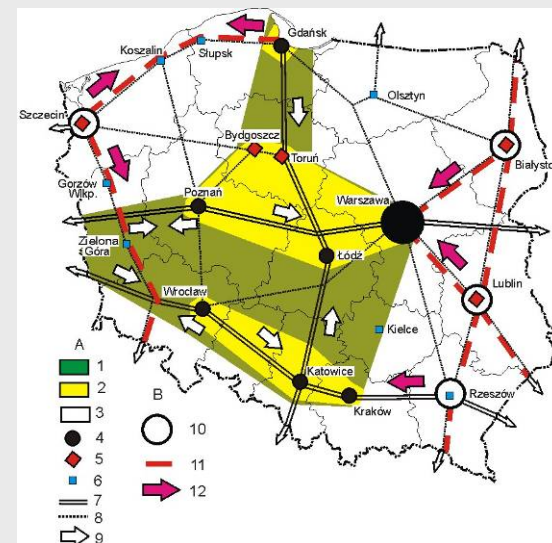 Gdańsk
Koszalin
Słupsk
Olsztyn
Szczecin
Bydgoszcz
Toruń
Białysto
Gorzów
Wlkp.
Poznań
Warszawa
Zielona
Góra
Łódź
Lublin
Wrocław
Kielce
Katowice
Rzeszów
Kraków
A
1
2
3
4
5
6
7
8
9
B
10
11
12